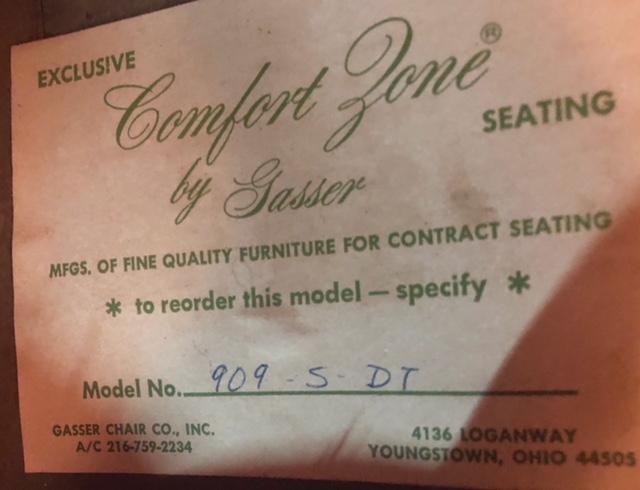 EXCLUSIVE
Comfort Zone®
SEATING
by Gasser
MFGS. OF FINE QUALITY FURNITURE FOR CONTRACT SEATING
* to reorder this model — specify *
Model No. 909 - S - DT
GASSER CHAIR CO., INC.
A/C 216-759-2234
4136 LOGANWAY
YOUNGSTOWN, OHIO 44505